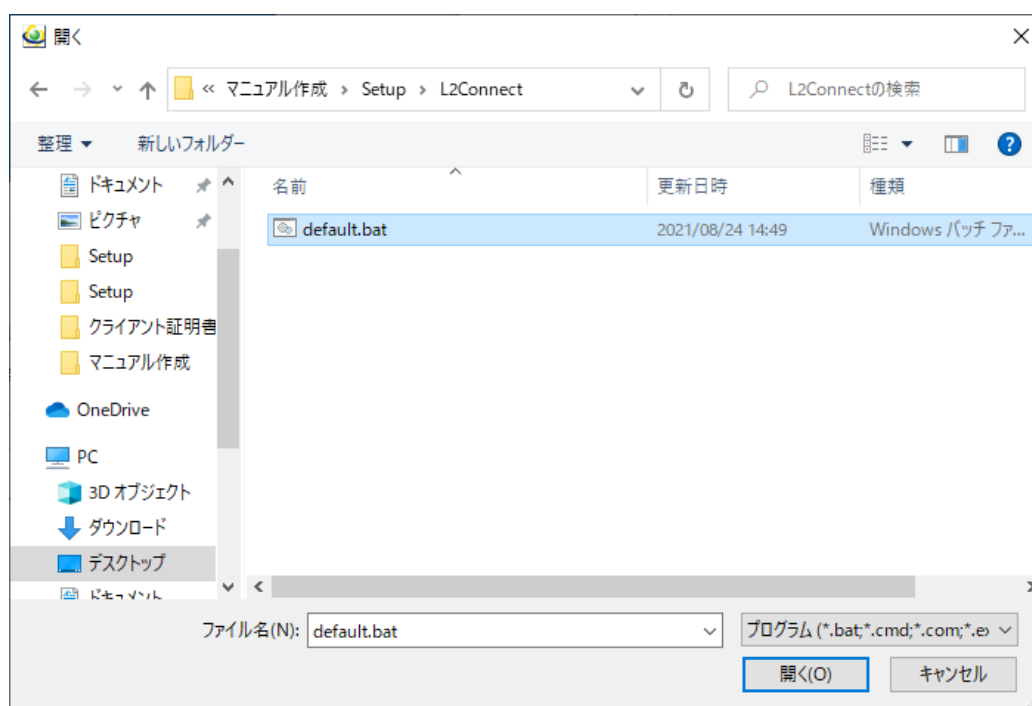 開く
« マニュアル作成 › Setup › L2Connect
L2Connectの検索
整理
新しいフォルダー
名前
更新日時
種類
default.bat
2021/08/24 14:49
Windows バッチ ファ...
ドキュメント
ピクチャ
Setup
Setup
クライアント証明書
マニュアル作成
OneDrive
PC
3D オブジェクト
ダウンロード
デスクトップ
ドキュメント
ファイル名(N):
default.bat
プログラム (*.bat;*.cmd;*.com;*.e
開く(O)
キャンセル